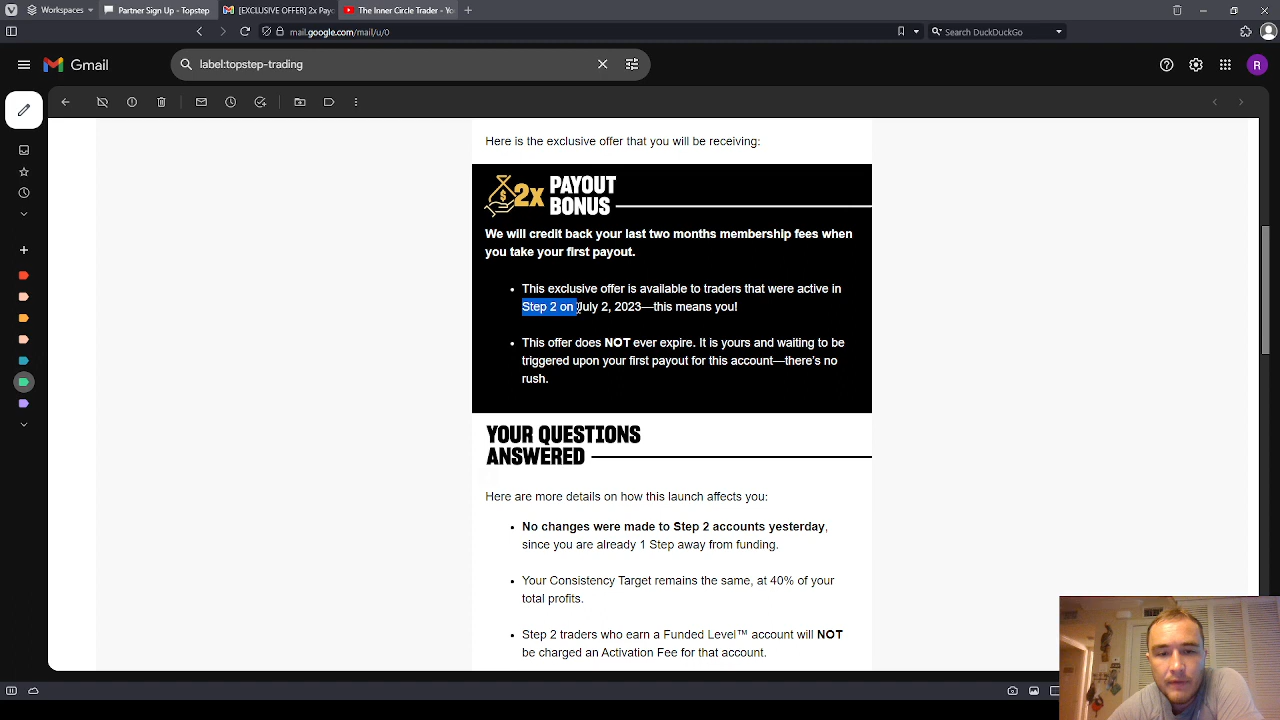 Workspaces
Partner Sign Up - Topstep
[EXCLUSIVE OFFER] 2x Pay
The Inner Circle Trader - Yo
mail.google.com/mail/u/0
Search DuckDuckGo
Gmail
label:topstep-trading
R
Here is the exclusive offer that you will be receiving:
2x PAYOUT
BONUS
We will credit back your last two months membership fees when
you take your first payout.
• This exclusive offer is available to traders that were active in
Step 2 on July 2, 2023—this means you!
• This offer does NOT ever expire. It is yours and waiting to be
triggered upon your first payout for this account—there's no
rush.
YOUR QUESTIONS
ANSWERED
Here are more details on how this launch affects you:
• No changes were made to Step 2 accounts yesterday,
since you are already 1 Step away from funding.
• Your Consistency Target remains the same, at 40% of your
total profits.
• Step 2 traders who earn a Funded Level™ account will NOT
be charged an Activation Fee for that account.